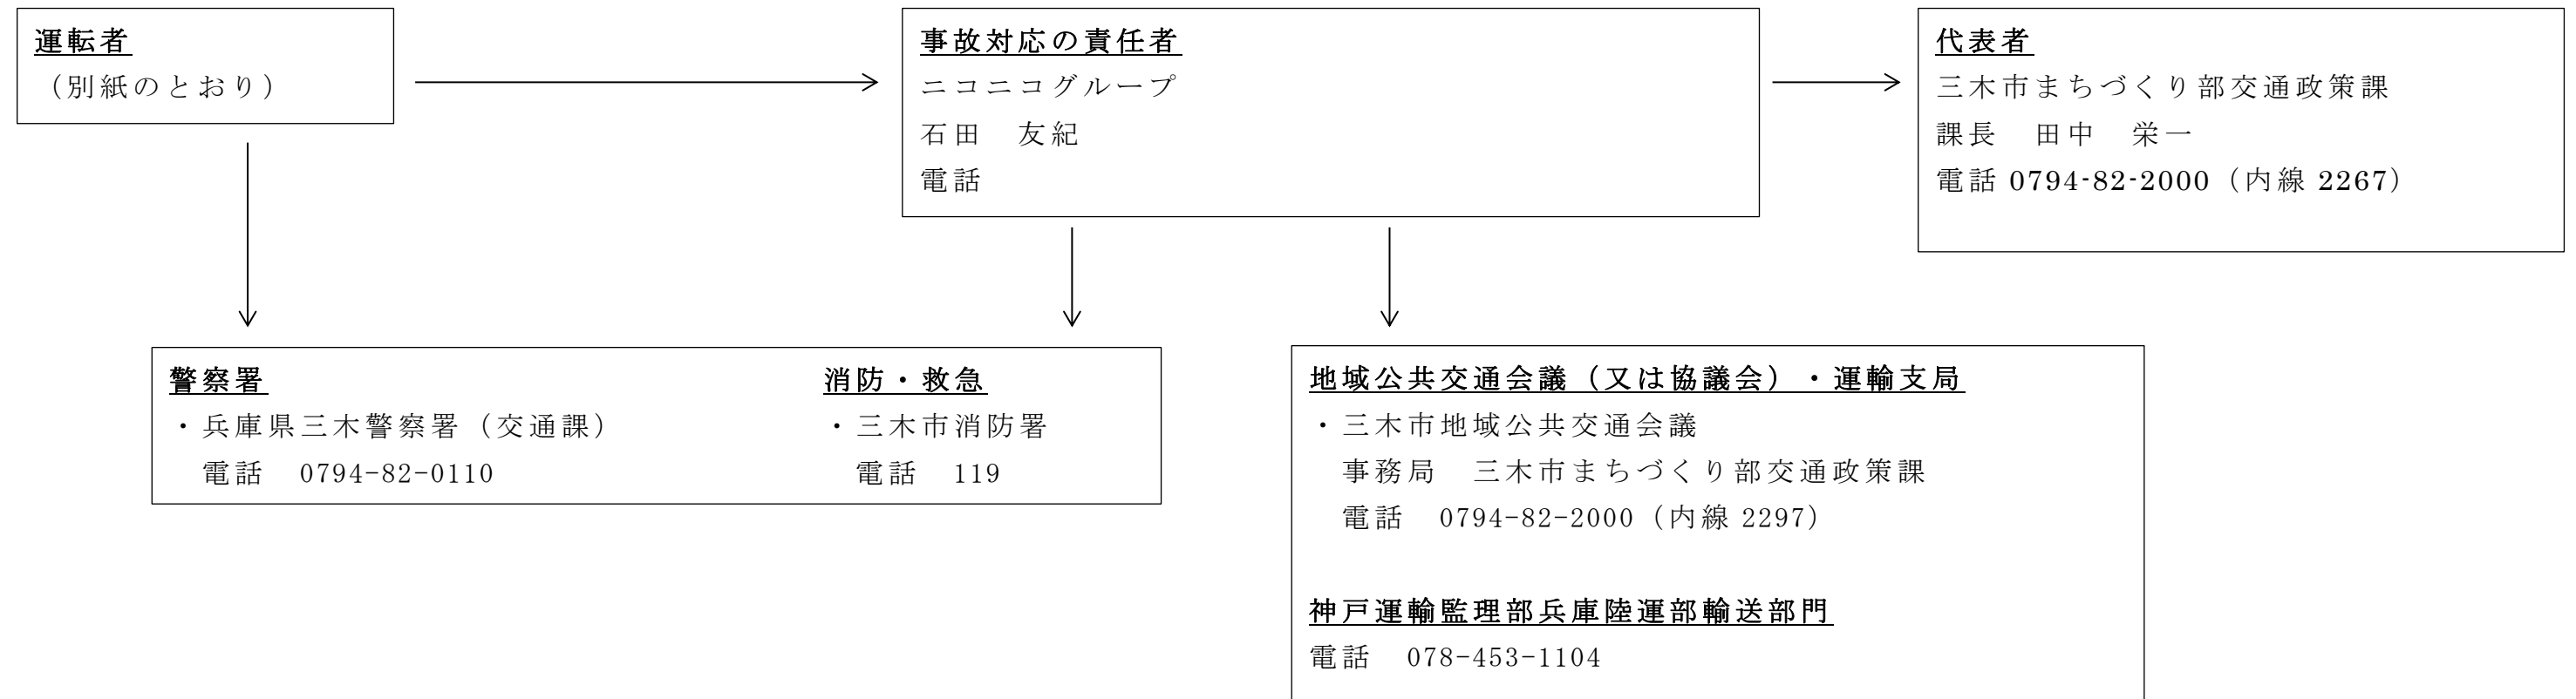 運転者
（別紙のとおり）
事故対応の責任者
ニコニコグループ
石田　友紀
電話
代表者
三木市まちづくり部交通政策課
課長　田中　栄一
電話 0794-82-2000（内線 2267）
警察署
・兵庫県三木警察署（交通課）
電話　0794-82-0110
消防・救急
・三木市消防署
電話　119
地域公共交通会議（又は協議会）・運輸支局
・三木市地域公共交通会議
事務局　三木市まちづくり部交通政策課
電話　0794-82-2000（内線 2297）
神戸運輸監理部兵庫陸運部輸送部門
電話　078-453-1104